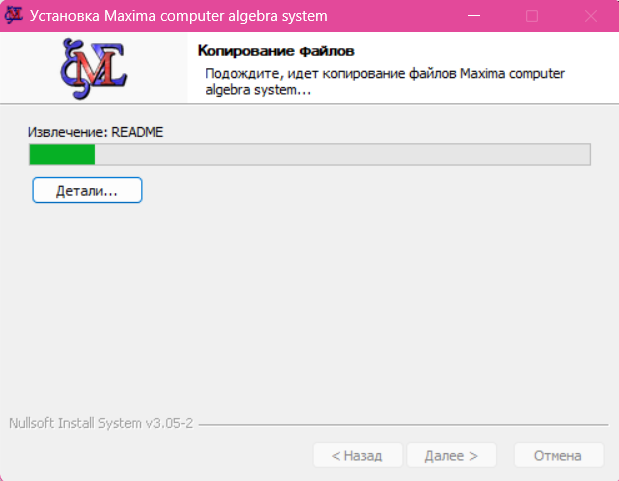 Установка Maxima computer algebra system
Копирование файлов
Подождите, идет копирование файлов Maxima computer
algebra system...
Извлечение: README
Детали...
Nullsoft Install System v3.05-2
< Назад
Далее >
Отмена